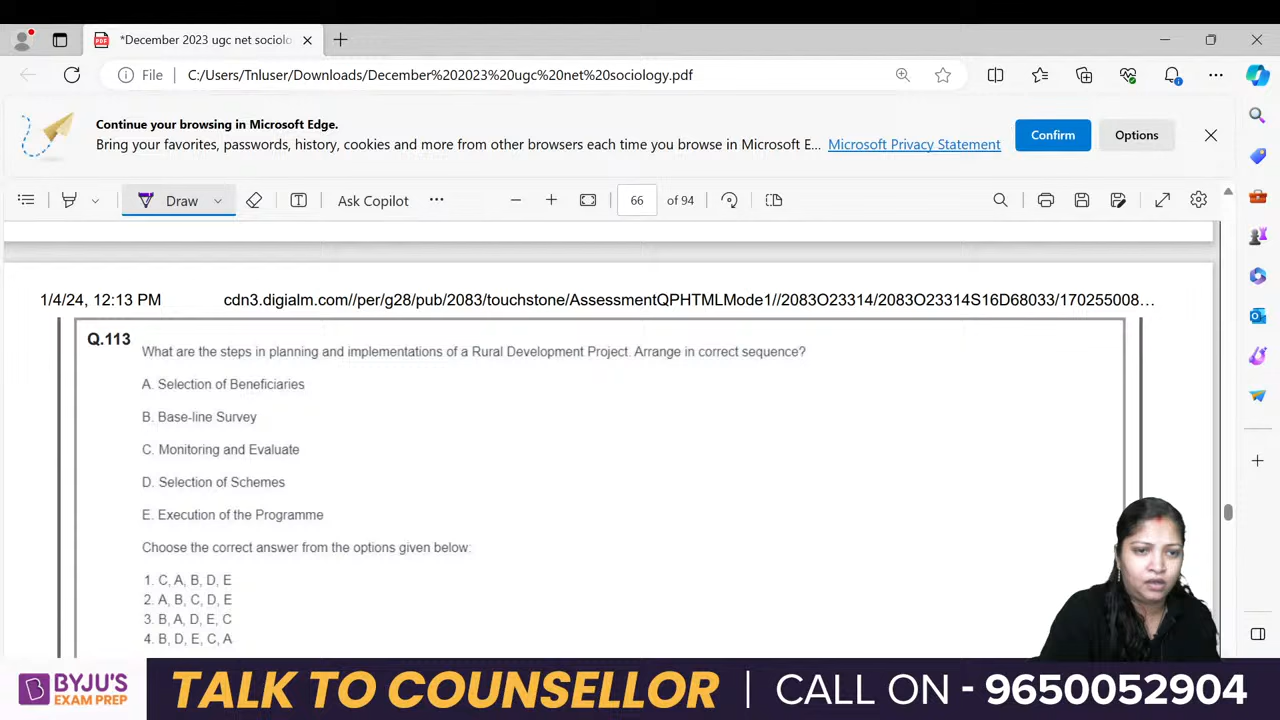 *December 2023 ugc net sociolo
File
C:/Users/Tnluser/Downloads/December%202023%20ugc%20net%20sociology.pdf
Continue your browsing in Microsoft Edge.
Bring your favorites, passwords, history, cookies and more from other browsers each time you browse in Microsoft E... Microsoft Privacy Statement
Confirm
Options
Draw
Ask Copilot
66 of 94
1/4/24, 12:13 PM
cdn3.digialm.com//per/g28/pub/2083/touchstone/AssessmentQPHTMLMode1//2083O23314/2083O23314S16D68033/170255008…
Q.113
What are the steps in planning and implementations of a Rural Development Project. Arrange in correct sequence?
A. Selection of Beneficiaries
B. Base-line Survey
C. Monitoring and Evaluate
D. Selection of Schemes
E. Execution of the Programme
Choose the correct answer from the options given below:
1. C, A, B, D, E
2. A, B, C, D, E
3. B, A, D, E, C
4. B, D, E, C, A
BYJU'S
EXAM PREP
TALK TO COUNSELLOR | CALL ON - 9650052904